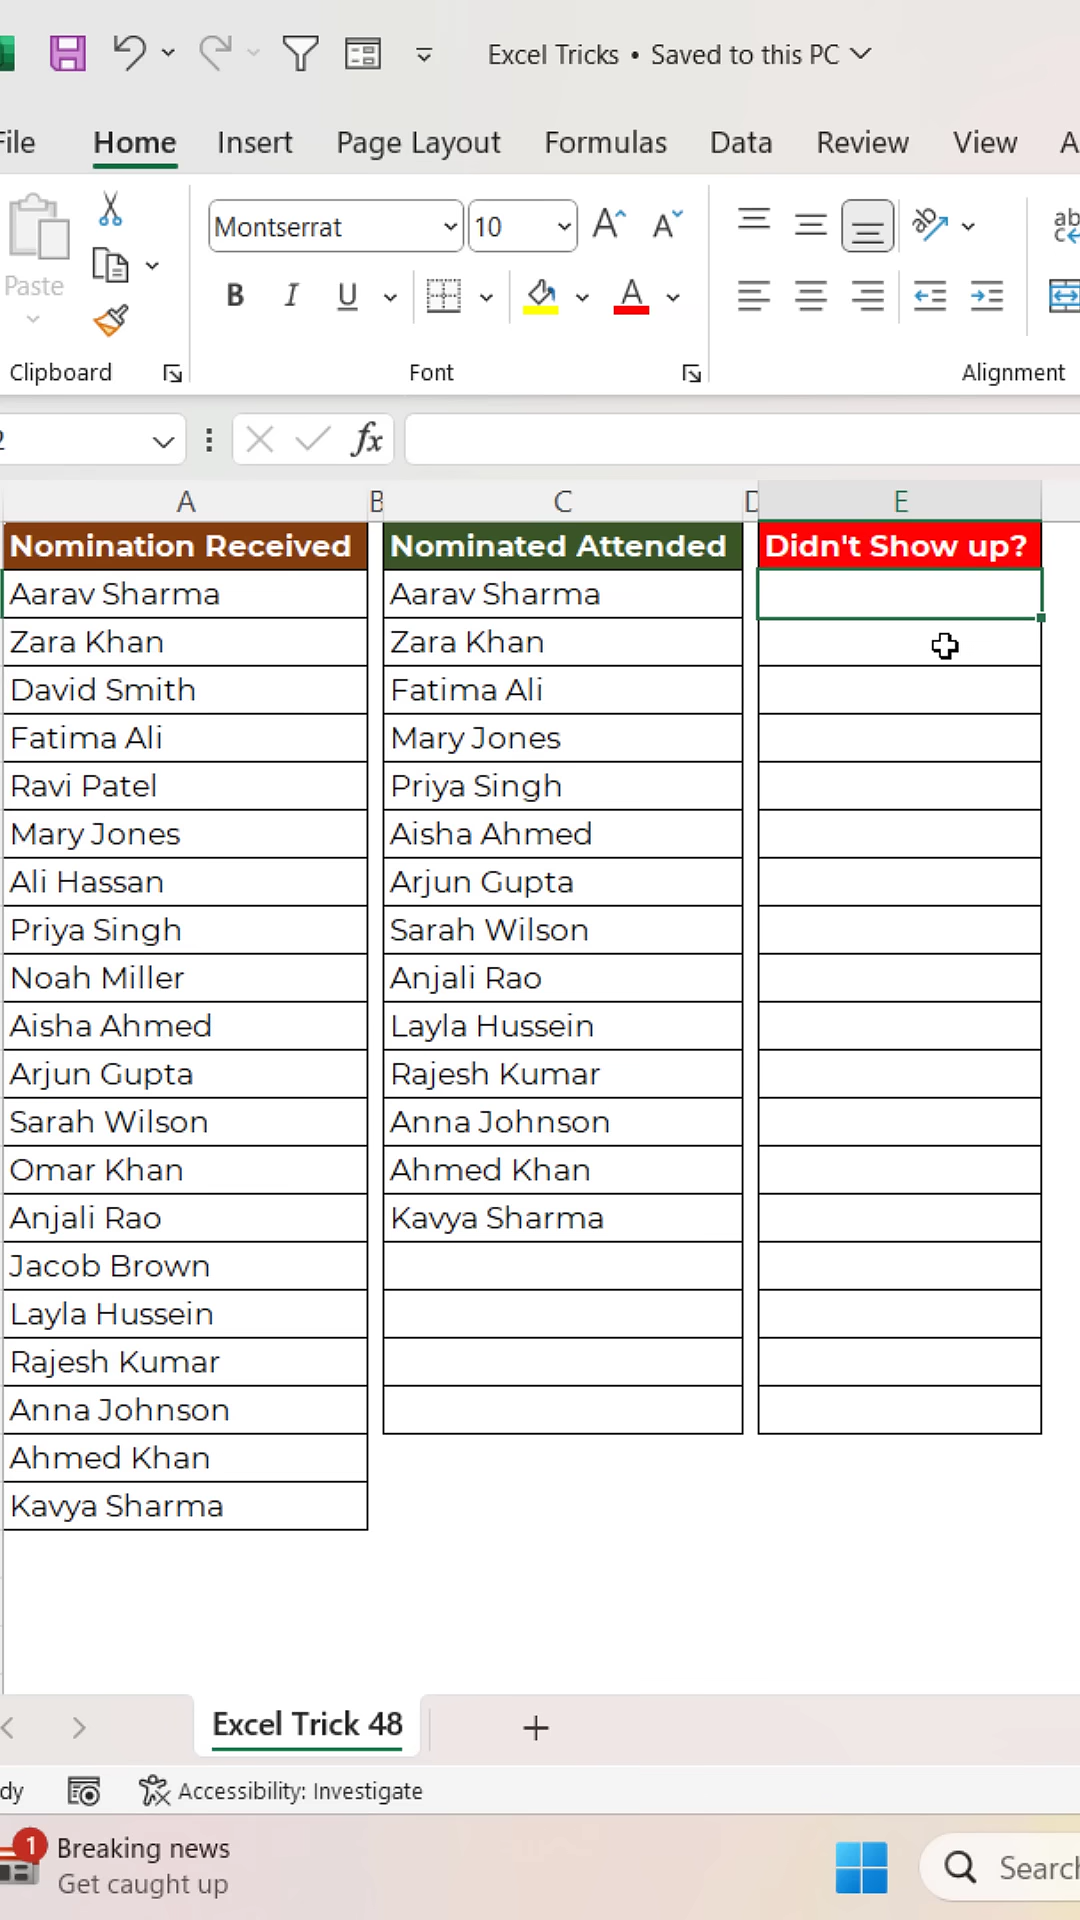 Excel Tricks • Saved to this PC
File Home Insert Page Layout Formulas Data Review View A
Paste
Montserrat 10
B I U A
Clipboard Font Alignment
2 fx
A B C D E
Nomination Received Nominated Attended Didn't Show up?
Aarav Sharma Aarav Sharma
Zara Khan Zara Khan
David Smith Fatima Ali
Fatima Ali Mary Jones
Ravi Patel Priya Singh
Mary Jones Aisha Ahmed
Ali Hassan Arjun Gupta
Priya Singh Sarah Wilson
Noah Miller Anjali Rao
Aisha Ahmed Layla Hussein
Arjun Gupta Rajesh Kumar
Sarah Wilson Anna Johnson
Omar Khan Ahmed Khan
Anjali Rao Kavya Sharma
Jacob Brown
Layla Hussein
Rajesh Kumar
Anna Johnson
Ahmed Khan
Kavya Sharma
Excel Trick 48
dy Accessibility: Investigate
1 Breaking news
Get caught up
Search